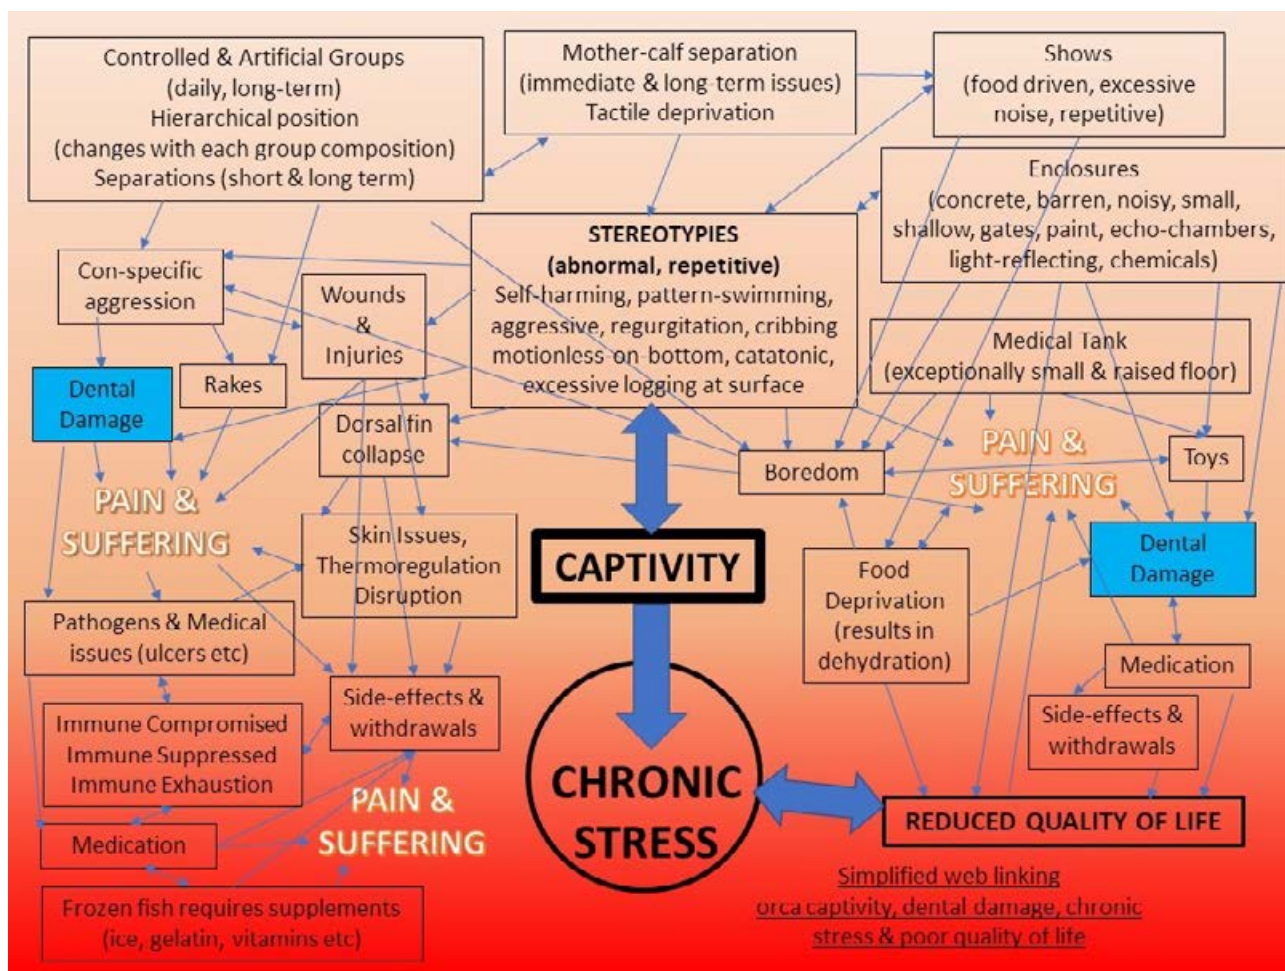 Controlled & Artificial Groups
(daily, long-term)
Hierarchical position
(changes with each group composition)
Separations (short & long term)
Mother-calf separation
(immediate & long-term issues)
Tactile deprivation
Shows
(food driven, excessive
noise, repetitive)
Enclosures
(concrete, barren, noisy, small,
shallow, gates, paint, echo-chambers,
light-reflecting, chemicals)
STEREOTYPIES
(abnormal, repetitive)
Self-harming, pattern-swimming,
aggressive, regurgitation, cribbing
motionless on bottom, catatonic,
excessive logging at surface
Con-specific
aggression
Wounds
&
Injuries
Medical Tank
(exceptionally small & raised floor)
Dental
Damage
Rakes
Dorsal fin
collapse
Boredom
PAIN &
SUFFERING
Toys
PAIN &
SUFFERING
Skin Issues,
Thermoregulation
Disruption
CAPTIVITY
Food
Deprivation
(results in
dehydration)
Dental
Damage
Pathogens & Medical
issues (ulcers etc)
Medication
Side-effects &
withdrawals
Side-effects &
withdrawals
Immune Compromised
Immune Suppressed
Immune Exhaustion
CHRONIC
STRESS
PAIN &
SUFFERING
REDUCED QUALITY OF LIFE
Medication
Frozen fish requires supplements
(ice, gelatin, vitamins etc)
Simplified web linking
orca captivity, dental damage, chronic
stress & poor quality of life